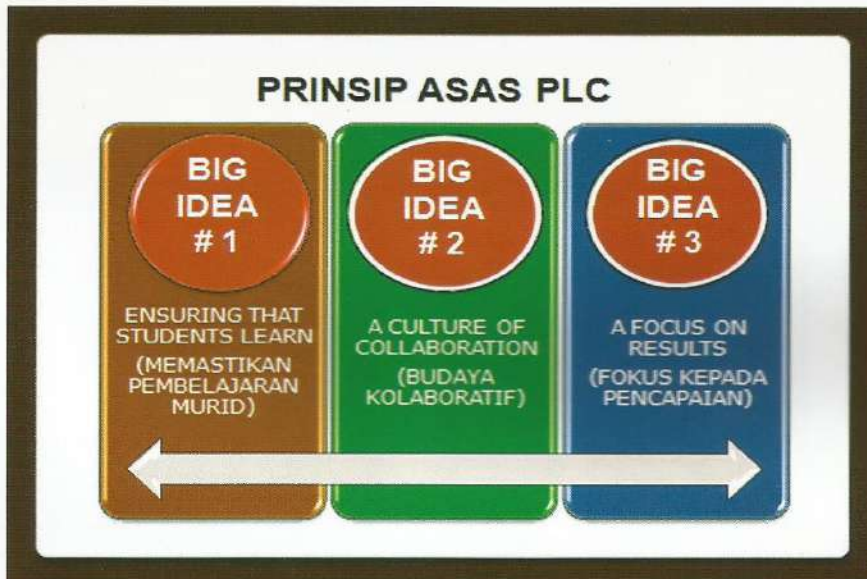 PRINSIP ASAS PLC
BIG
IDEA
# 1
ENSURING THAT
STUDENTS LEARN
(MEMASTIKAN
PEMBELAJARAN
MURID)
BIG
IDEA
# 2
A CULTURE OF
COLLABORATION
(BUDAYA
KOLABORATIF)
BIG
IDEA
# 3
A FOCUS ON
RESULTS
(FOKUS KEPADA
PENCAPAIAN)